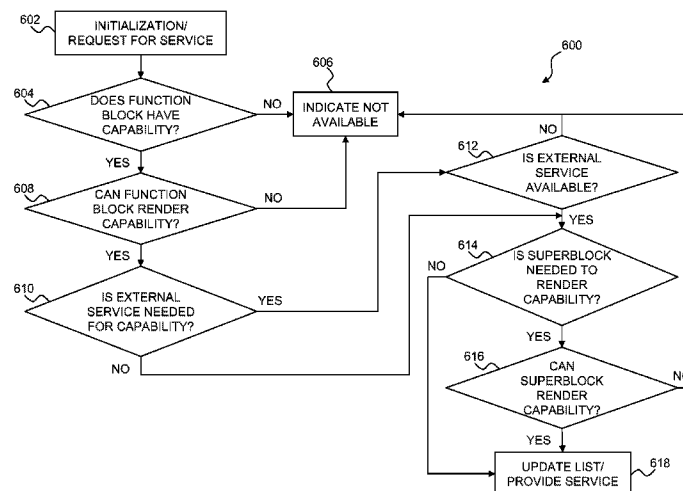 602
INITIALIZATION/
REQUEST FOR SERVICE
604
DOES FUNCTION
BLOCK HAVE
CAPABILITY?
NO
YES
606
INDICATE NOT
AVAILABLE
600
608
CAN FUNCTION
BLOCK RENDER
CAPABILITY?
NO
YES
610
IS EXTERNAL
SERVICE NEEDED
FOR CAPABILITY?
YES
NO
612
NO
IS EXTERNAL
SERVICE
AVAILABLE?
YES
614
NO
IS SUPERBLOCK
NEEDED TO
RENDER
CAPABILITY?
YES
616
CAN
SUPERBLOCK
RENDER
CAPABILITY?
NO
YES
UPDATE LIST/
PROVIDE SERVICE
618